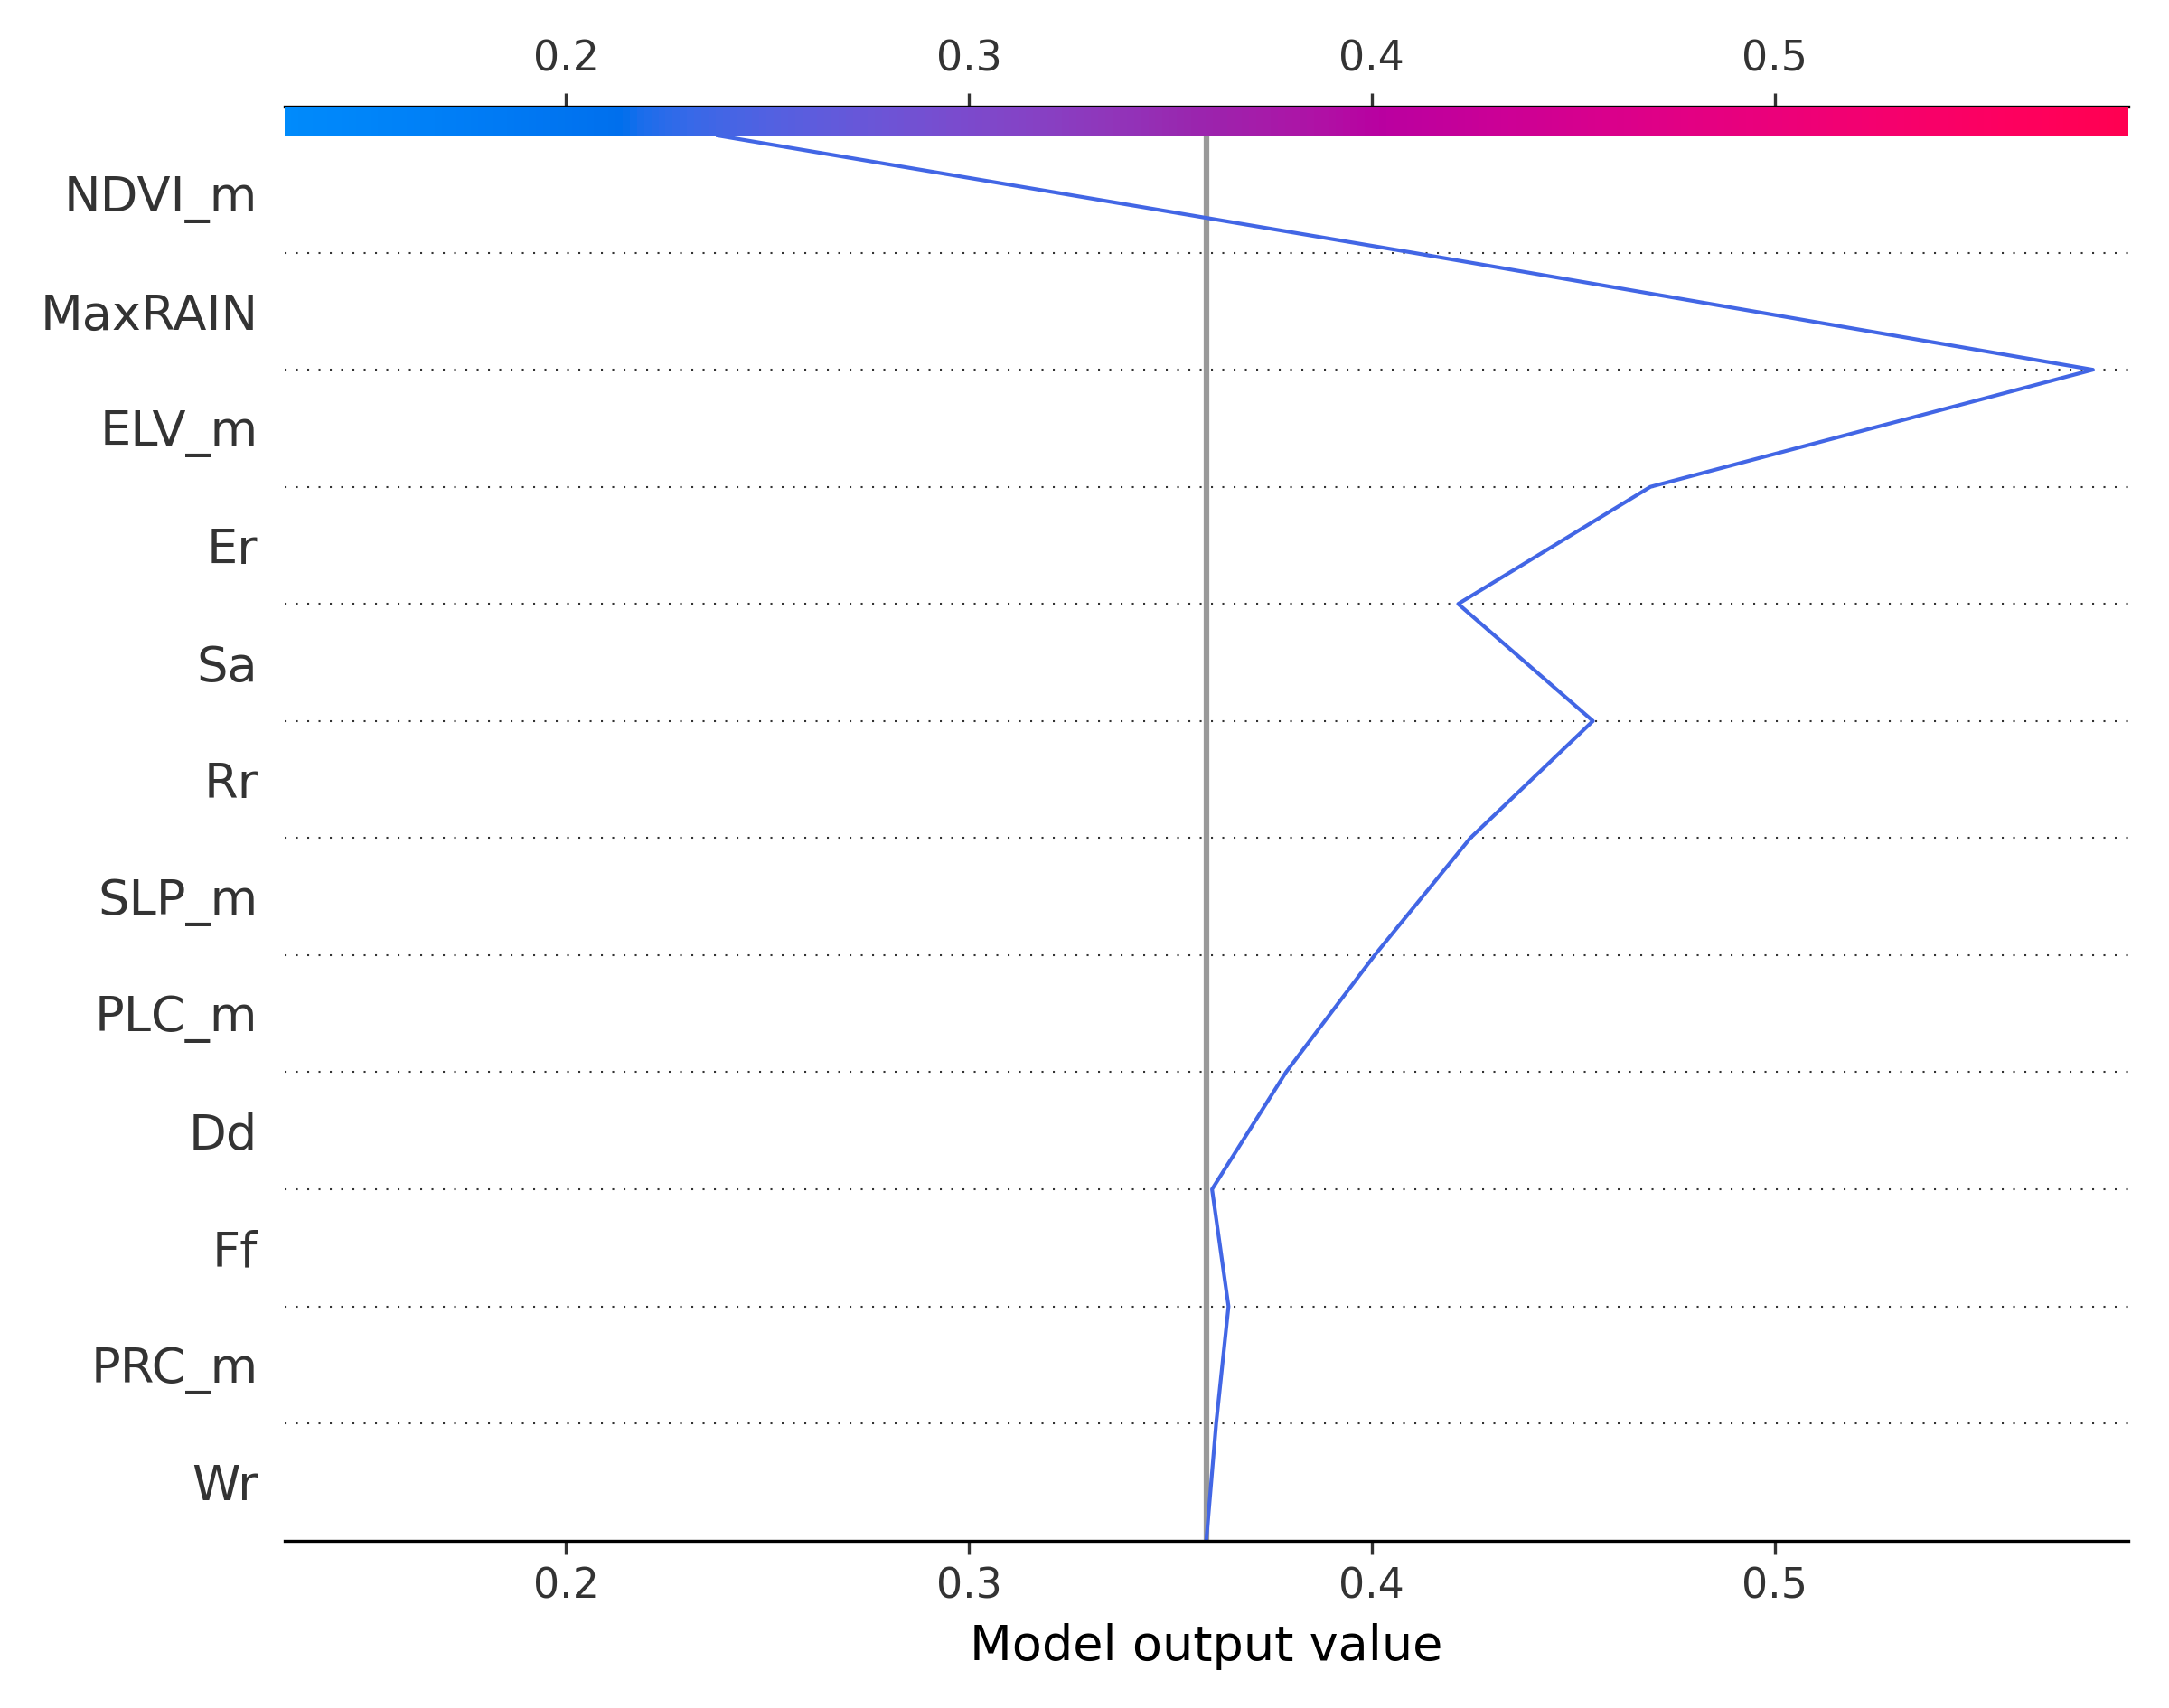 0.2 0.3 0.4 0.5
NDVI_m
MaxRAIN
ELV_m
Er
Sa
Rr
SLP_m
PLC_m
Dd
Ff
PRC_m
Wr
0.2 0.3 0.4 0.5
Model output value